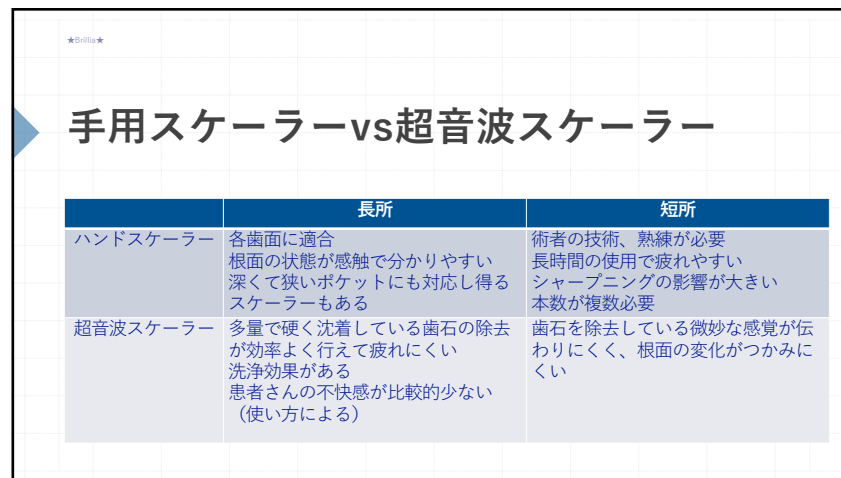 ★Brillia★
手用スケーラーvs超音波スケーラー
長所
短所
ハンドスケーラー
各歯面に適合
根面の状態が感触で分かりやすい
深くて狭いポケットにも対応し得る
スケーラーもある
術者の技術、熟練が必要
長時間の使用で疲れやすい
シャープニングの影響が大きい
本数が複数必要
超音波スケーラー
多量で硬く沈着している歯石の除去
が効率よく行えて疲れにくい
洗浄効果がある
患者さんの不快感が比較的少ない
（使い方による）
歯石を除去している微妙な感覚が伝
わりにくく、根面の変化がつかみに
くい